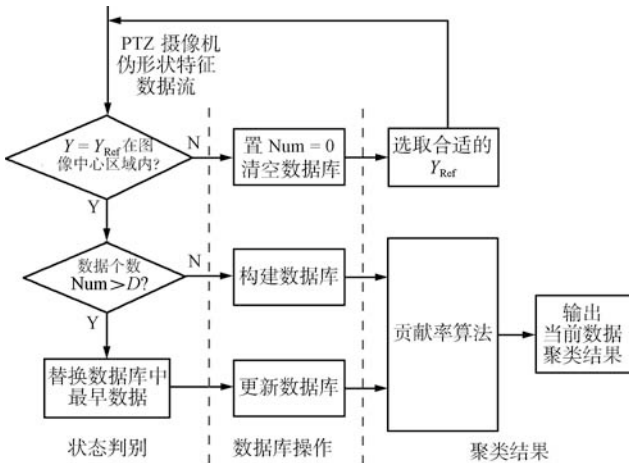 PTZ 摄像机
伪形状特征
数据流
Y = Y_Ref 在图
像中心区域内?
N
置 Num = 0
清空数据库
选取合适的
Y_Ref
Y
数据个数
Num > D?
N
构建数据库
贡献率算法
输出
当前数据
聚类结果
Y
替换数据库中
最早数据
更新数据库
状态判别
数据库操作
聚类结果